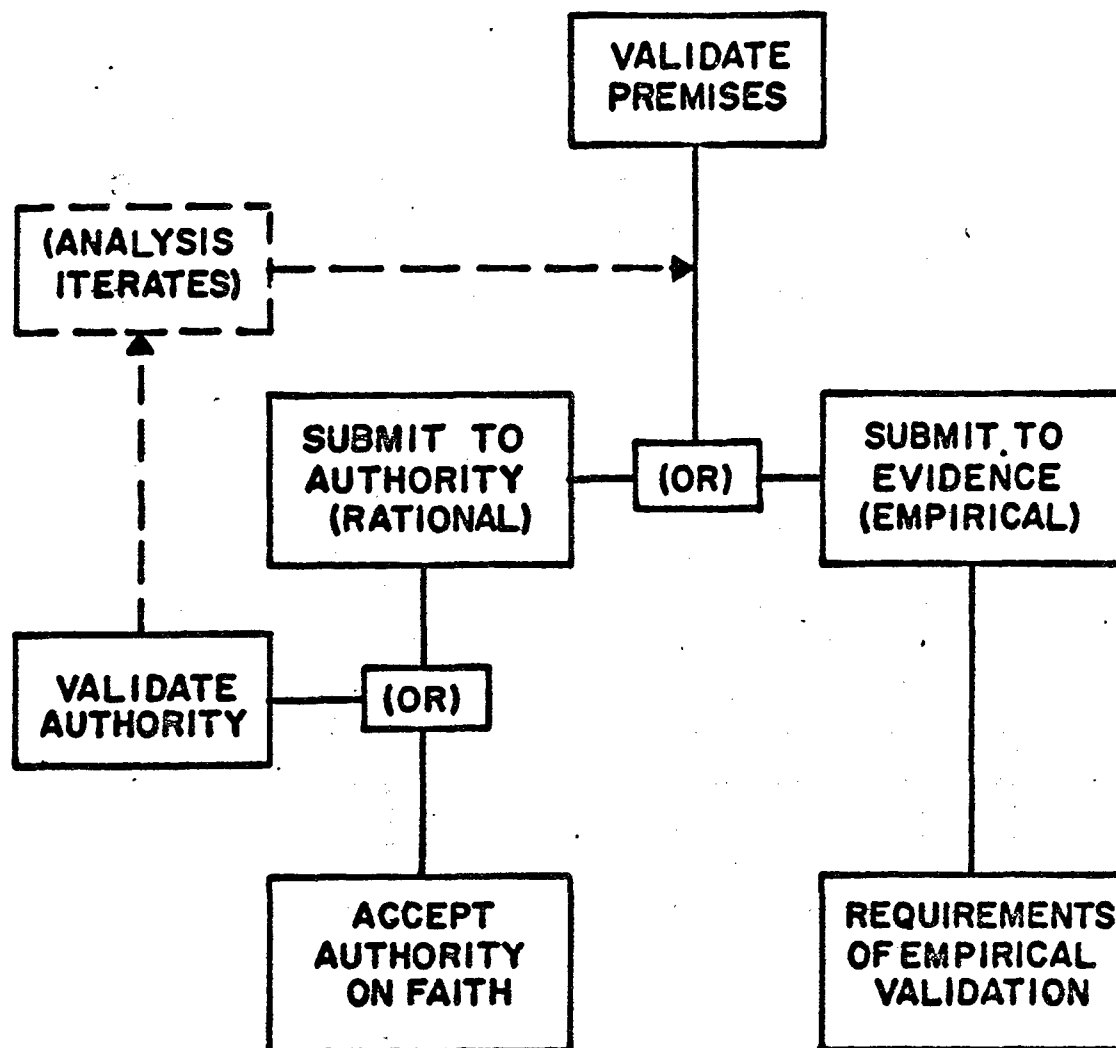 VALIDATE
PREMISES
(ANALYSIS
ITERATES)
SUBMIT TO
AUTHORITY
(RATIONAL)
(OR)
SUBMIT TO
EVIDENCE
(EMPIRICAL)
VALIDATE
AUTHORITY
(OR)
ACCEPT
AUTHORITY
ON FAITH
REQUIREMENTS
OF EMPIRICAL
VALIDATION